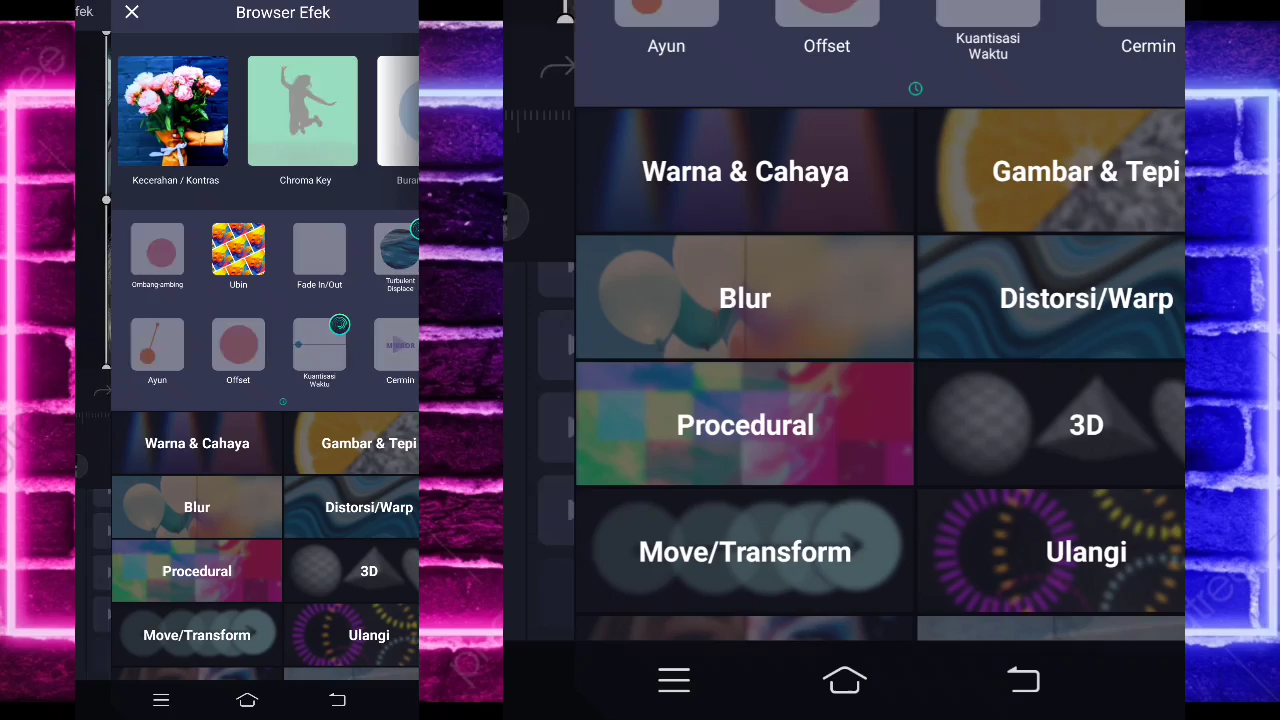 efek
Browser Efek
Kecerahan / Kontras
Chroma Key
Ombang-ambing
Ubin
Fade In/Out
Turbulent
Displace
Ayun
Offset
Kuantisasi
Waktu
Cermin
Warna & Cahaya
Gambar & Tepi
Blur
Distorsi/Warp
Procedural
3D
Move/Transform
Ulangi
Ayun
Offset
Kuantisasi
Waktu
Cermin
Warna & Cahaya
Gambar & Tepi
Blur
Distorsi/Warp
Procedural
3D
Move/Transform
Ulangi